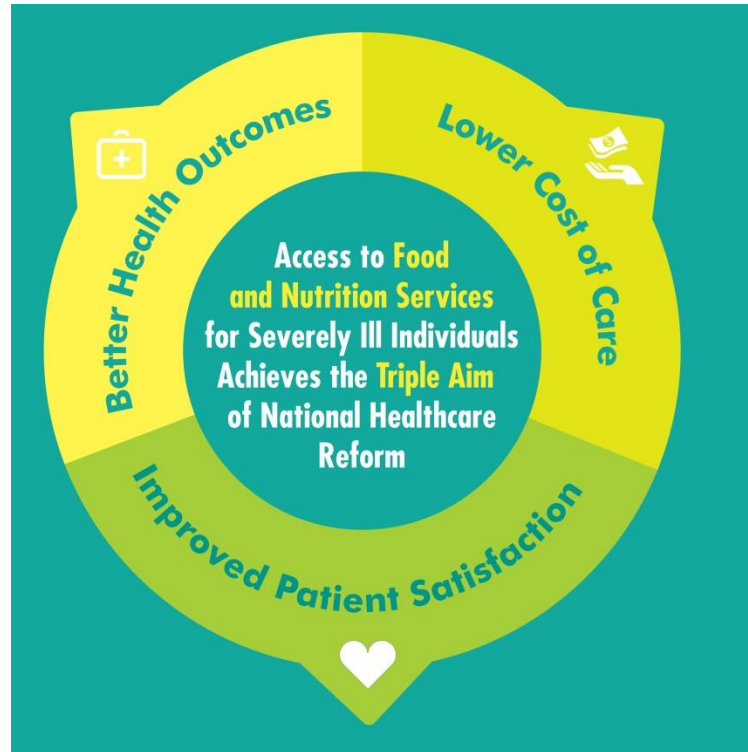 Better Health Outcomes
Lower Cost of Care
Access to Food
and Nutrition Services
for Severely Ill Individuals
Achieves the Triple Aim
of National Healthcare
Reform
Improved Patient Satisfaction
$